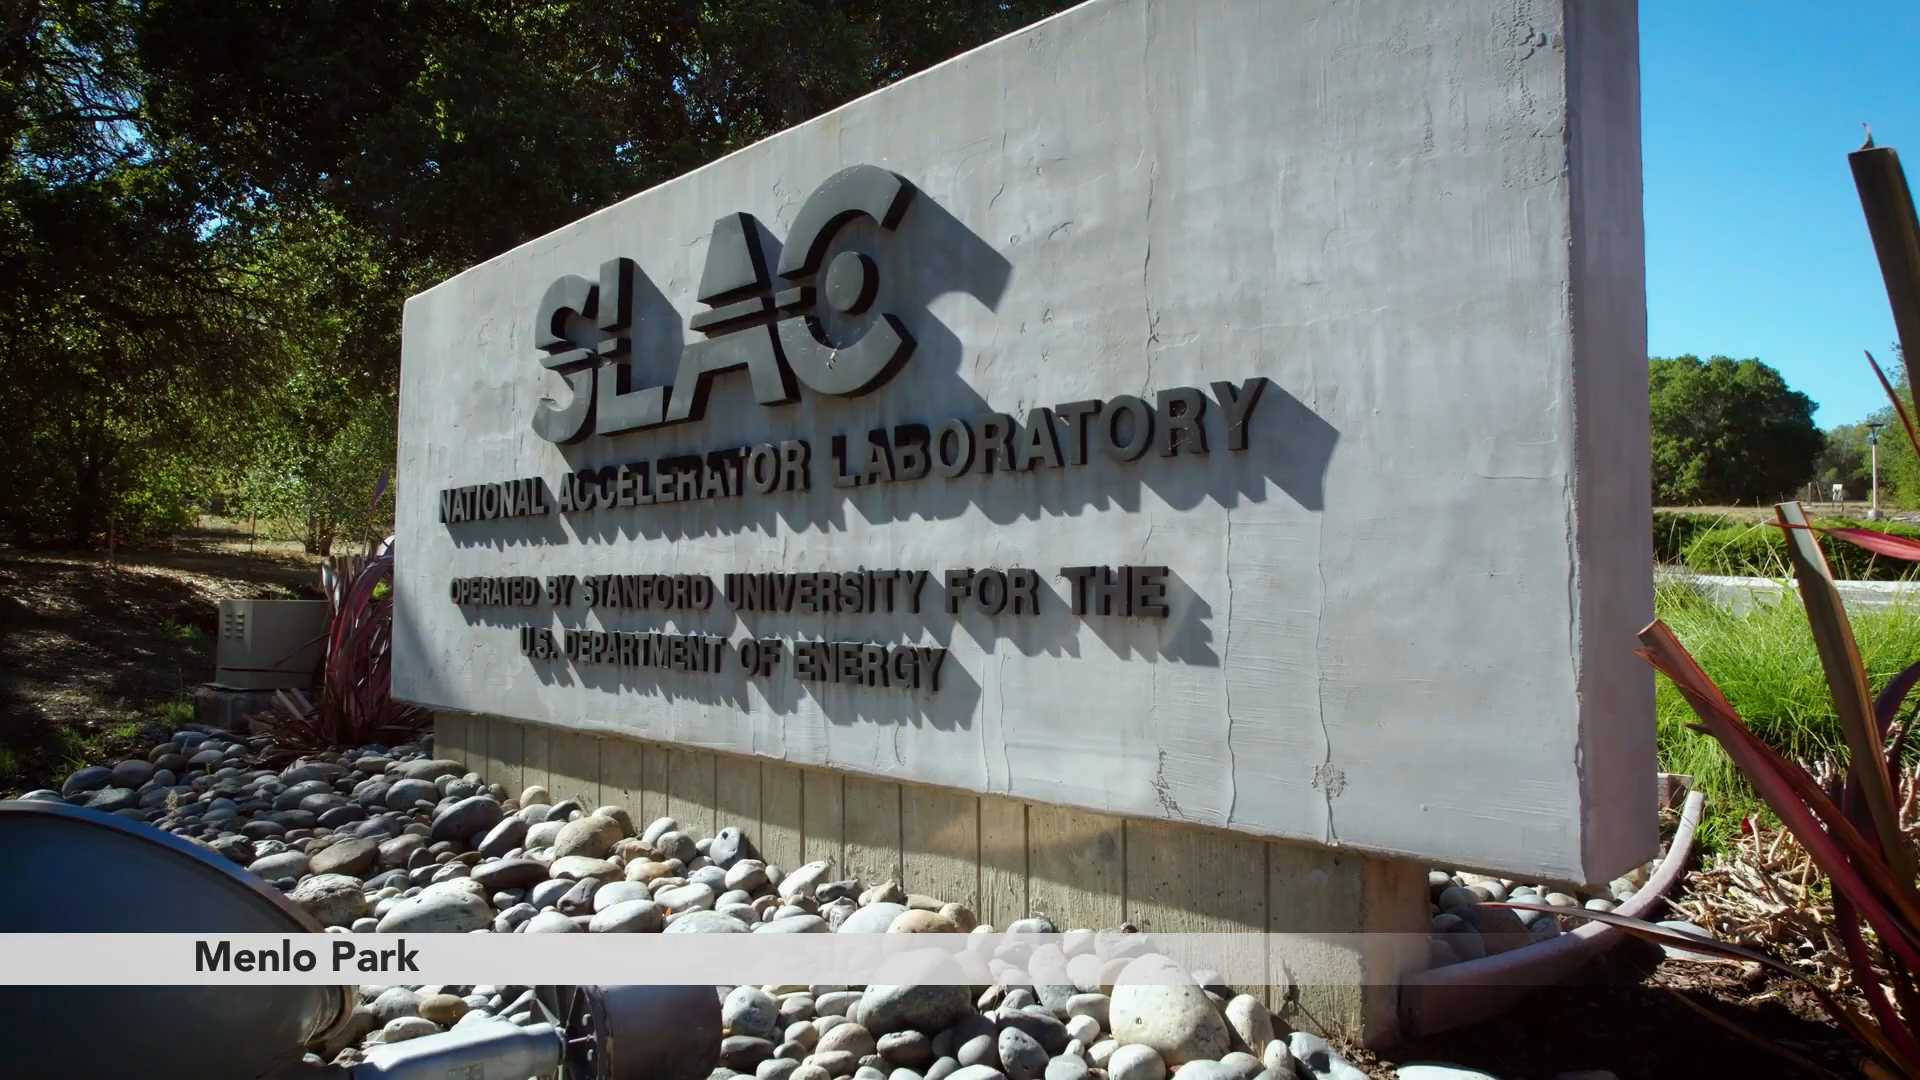 SLAC
NATIONAL ACCELERATOR LABORATORY
OPERATED BY STANFORD UNIVERSITY FOR THE
U.S. DEPARTMENT OF ENERGY
Menlo Park